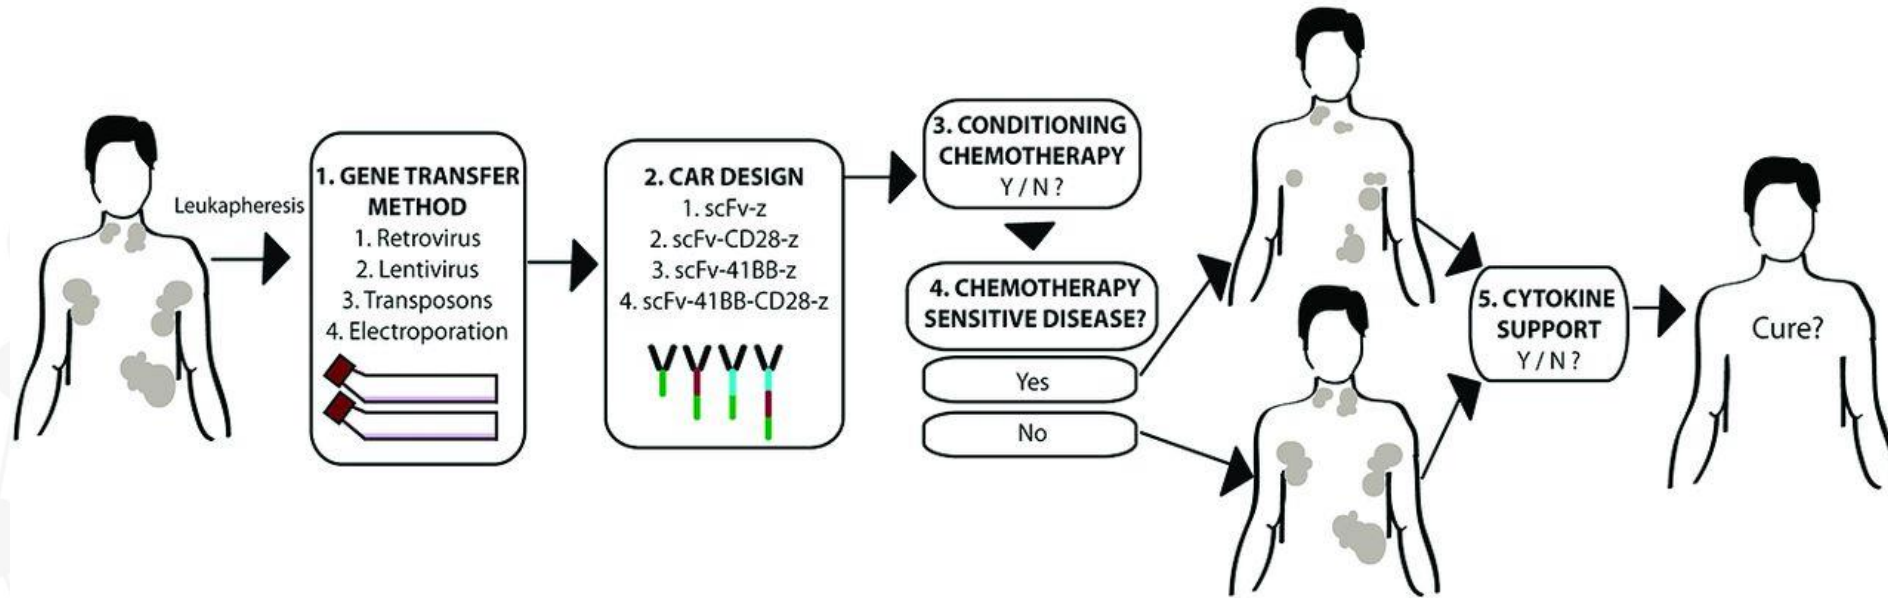 Leukapheresis
1. GENE TRANSFER
METHOD
1. Retrovirus
2. Lentivirus
3. Transposons
4. Electroporation
2. CAR DESIGN
1. scFv-z
2. scFv-CD28-z
3. scFv-41BB-z
4. scFv-41BB-CD28-z
3. CONDITIONING
CHEMOTHERAPY
Y / N ?
4. CHEMOTHERAPY
SENSITIVE DISEASE?
Yes
No
5. CYTOKINE
SUPPORT
Y / N ?
Cure?